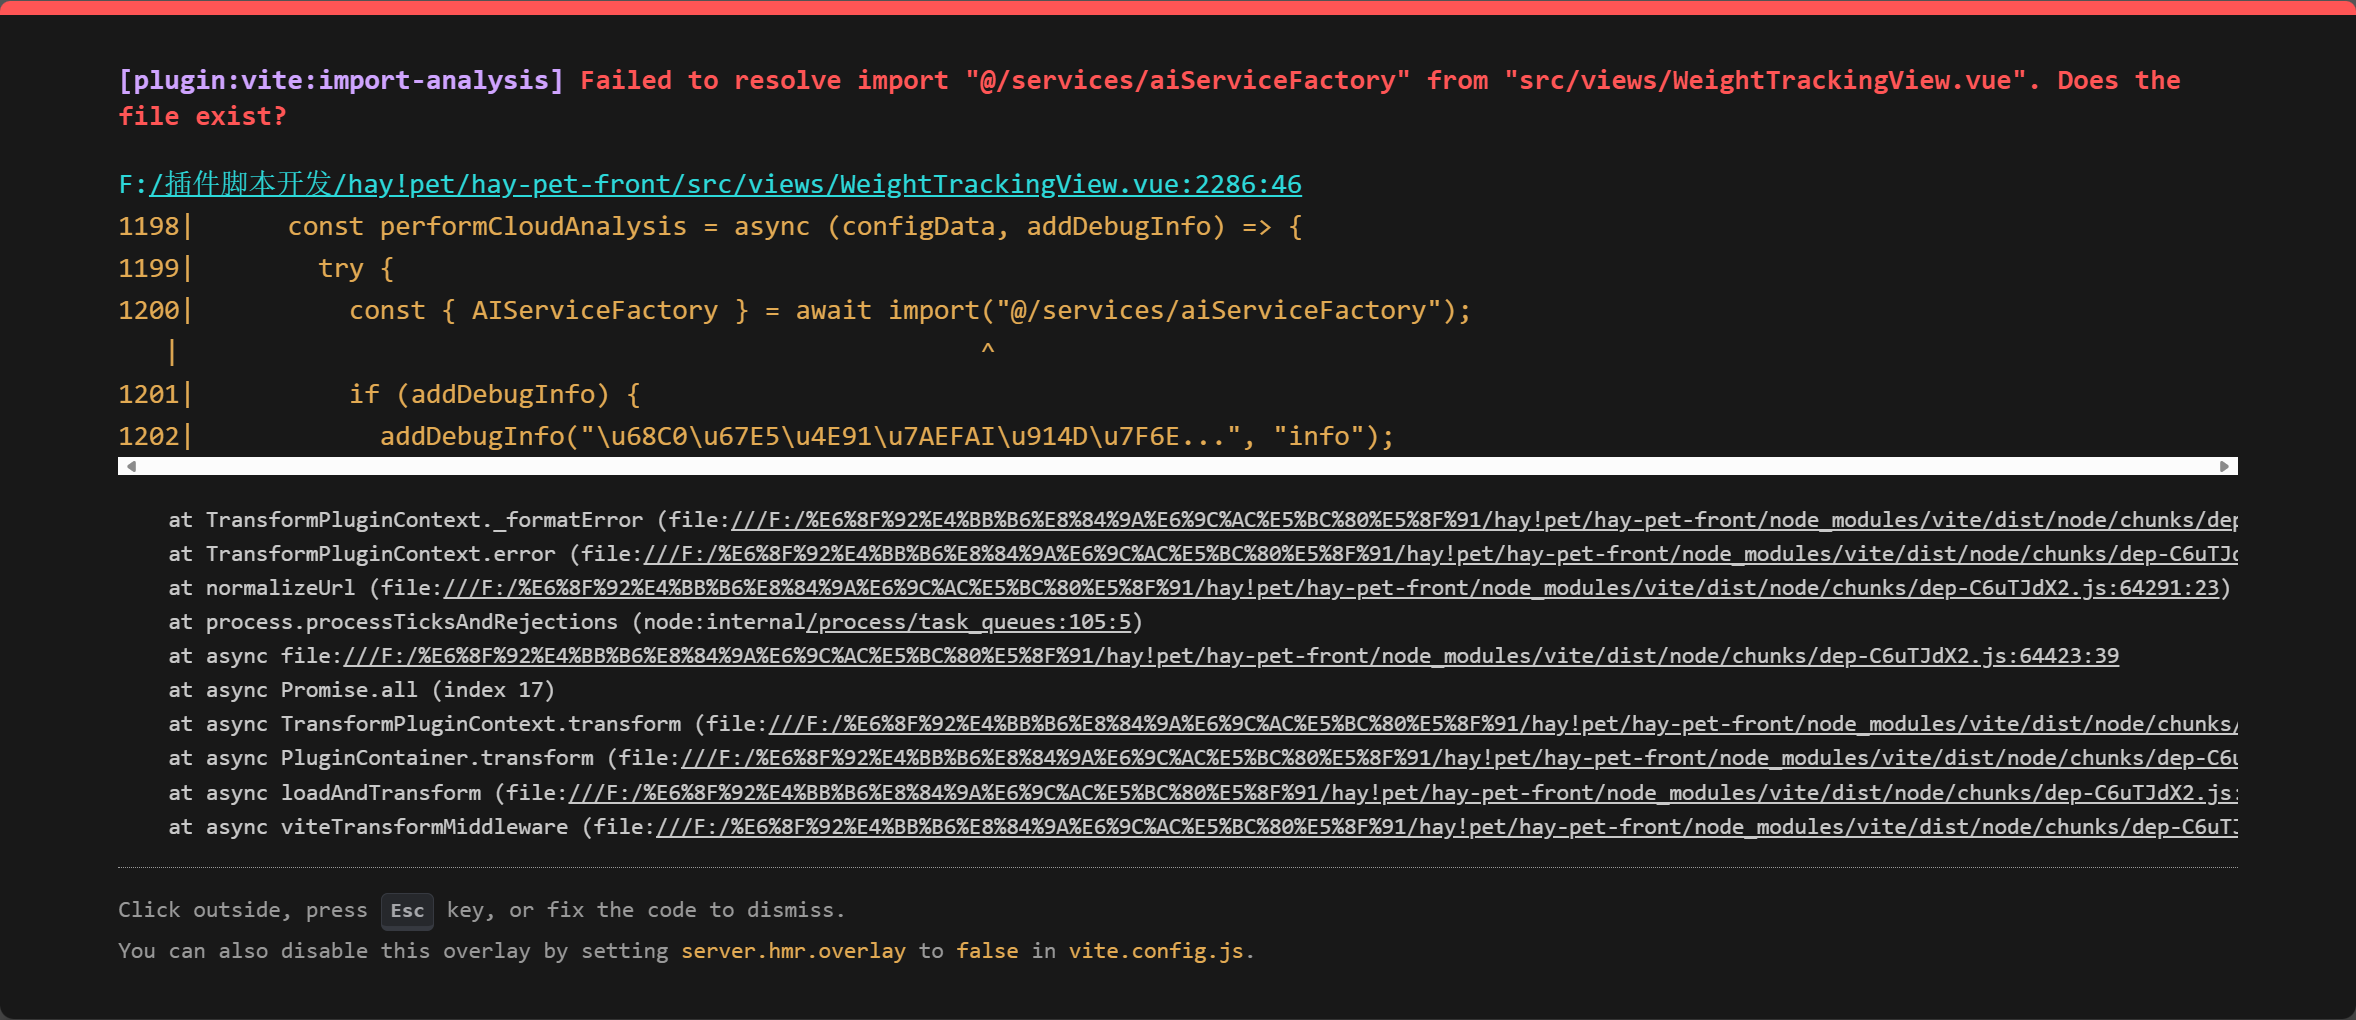 [plugin:vite:import-analysis] Failed to resolve import "@/services/aiServiceFactory" from "src/views/WeightTrackingView.vue". Does the
file exist?
F:/插件脚本开发/hay!pet/hay-pet-front/src/views/WeightTrackingView.vue:2286:46
1198|      const performCloudAnalysis = async (configData, addDebugInfo) => {
1199|        try {
1200|          const { AIServiceFactory } = await import("@/services/aiServiceFactory");
   |                                                     ^
1201|          if (addDebugInfo) {
1202|            addDebugInfo("\u68C0\u67E5\u4E91\u7AEFAI\u914D\u7F6E...", "info");
at TransformPluginContext._formatError (file:///F:/%E6%8F%92%E4%BB%B6%E8%84%9A%E6%9C%AC%E5%BC%80%E5%8F%91/hay!pet/hay-pet-front/node_modules/vite/dist/node/chunks/dep
at TransformPluginContext.error (file:///F:/%E6%8F%92%E4%BB%B6%E8%84%9A%E6%9C%AC%E5%BC%80%E5%8F%91/hay!pet/hay-pet-front/node_modules/vite/dist/node/chunks/dep-C6uTJd
at normalizeUrl (file:///F:/%E6%8F%92%E4%BB%B6%E8%84%9A%E6%9C%AC%E5%BC%80%E5%8F%91/hay!pet/hay-pet-front/node_modules/vite/dist/node/chunks/dep-C6uTJdX2.js:64291:23)
at process.processTicksAndRejections (node:internal/process/task_queues:105:5)
at async file:///F:/%E6%8F%92%E4%BB%B6%E8%84%9A%E6%9C%AC%E5%BC%80%E5%8F%91/hay!pet/hay-pet-front/node_modules/vite/dist/node/chunks/dep-C6uTJdX2.js:64423:39
at async Promise.all (index 17)
at async TransformPluginContext.transform (file:///F:/%E6%8F%92%E4%BB%B6%E8%84%9A%E6%9C%AC%E5%BC%80%E5%8F%91/hay!pet/hay-pet-front/node_modules/vite/dist/node/chunks/
at async PluginContainer.transform (file:///F:/%E6%8F%92%E4%BB%B6%E8%84%9A%E6%9C%AC%E5%BC%80%E5%8F%91/hay!pet/hay-pet-front/node_modules/vite/dist/node/chunks/dep-C6u
at async loadAndTransform (file:///F:/%E6%8F%92%E4%BB%B6%E8%84%9A%E6%9C%AC%E5%BC%80%E5%8F%91/hay!pet/hay-pet-front/node_modules/vite/dist/node/chunks/dep-C6uTJdX2.js:
at async viteTransformMiddleware (file:///F:/%E6%8F%92%E4%BB%B6%E8%84%9A%E6%9C%AC%E5%BC%80%E5%8F%91/hay!pet/hay-pet-front/node_modules/vite/dist/node/chunks/dep-C6uTJ
Click outside, press Esc key, or fix the code to dismiss.
You can also disable this overlay by setting server.hmr.overlay to false in vite.config.js.